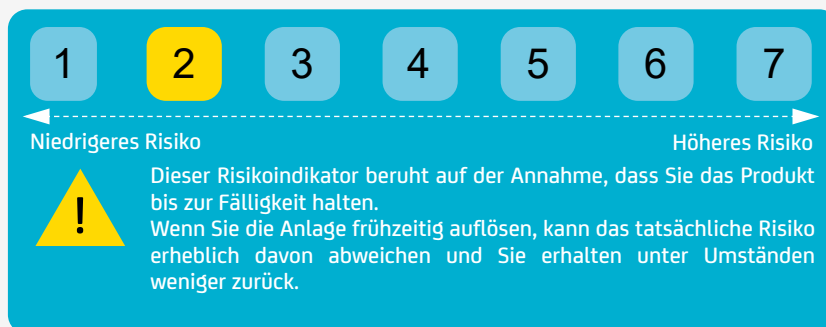 1 2 3 4 5 6 7
Niedrigeres Risiko Höheres Risiko
Dieser Risikoindikator beruht auf der Annahme, dass Sie das Produkt
bis zur Fälligkeit halten.
Wenn Sie die Anlage frühzeitig auflösen, kann das tatsächliche Risiko
erheblich davon abweichen und Sie erhalten unter Umständen
weniger zurück.
!